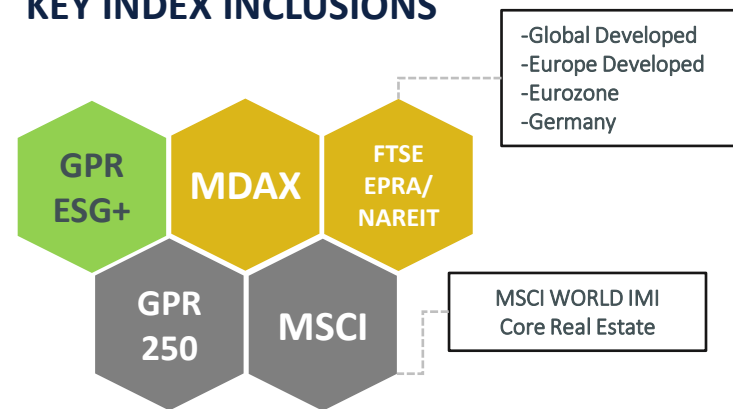 KEY INDEX INCLUSIONS
-Global Developed
-Europe Developed
-Eurozone
-Germany
GPR
ESG+
MDAX
FTSE
EPRA/
NAREIT
GPR
250
MSCI
MSCI WORLD IMI
Core Real Estate